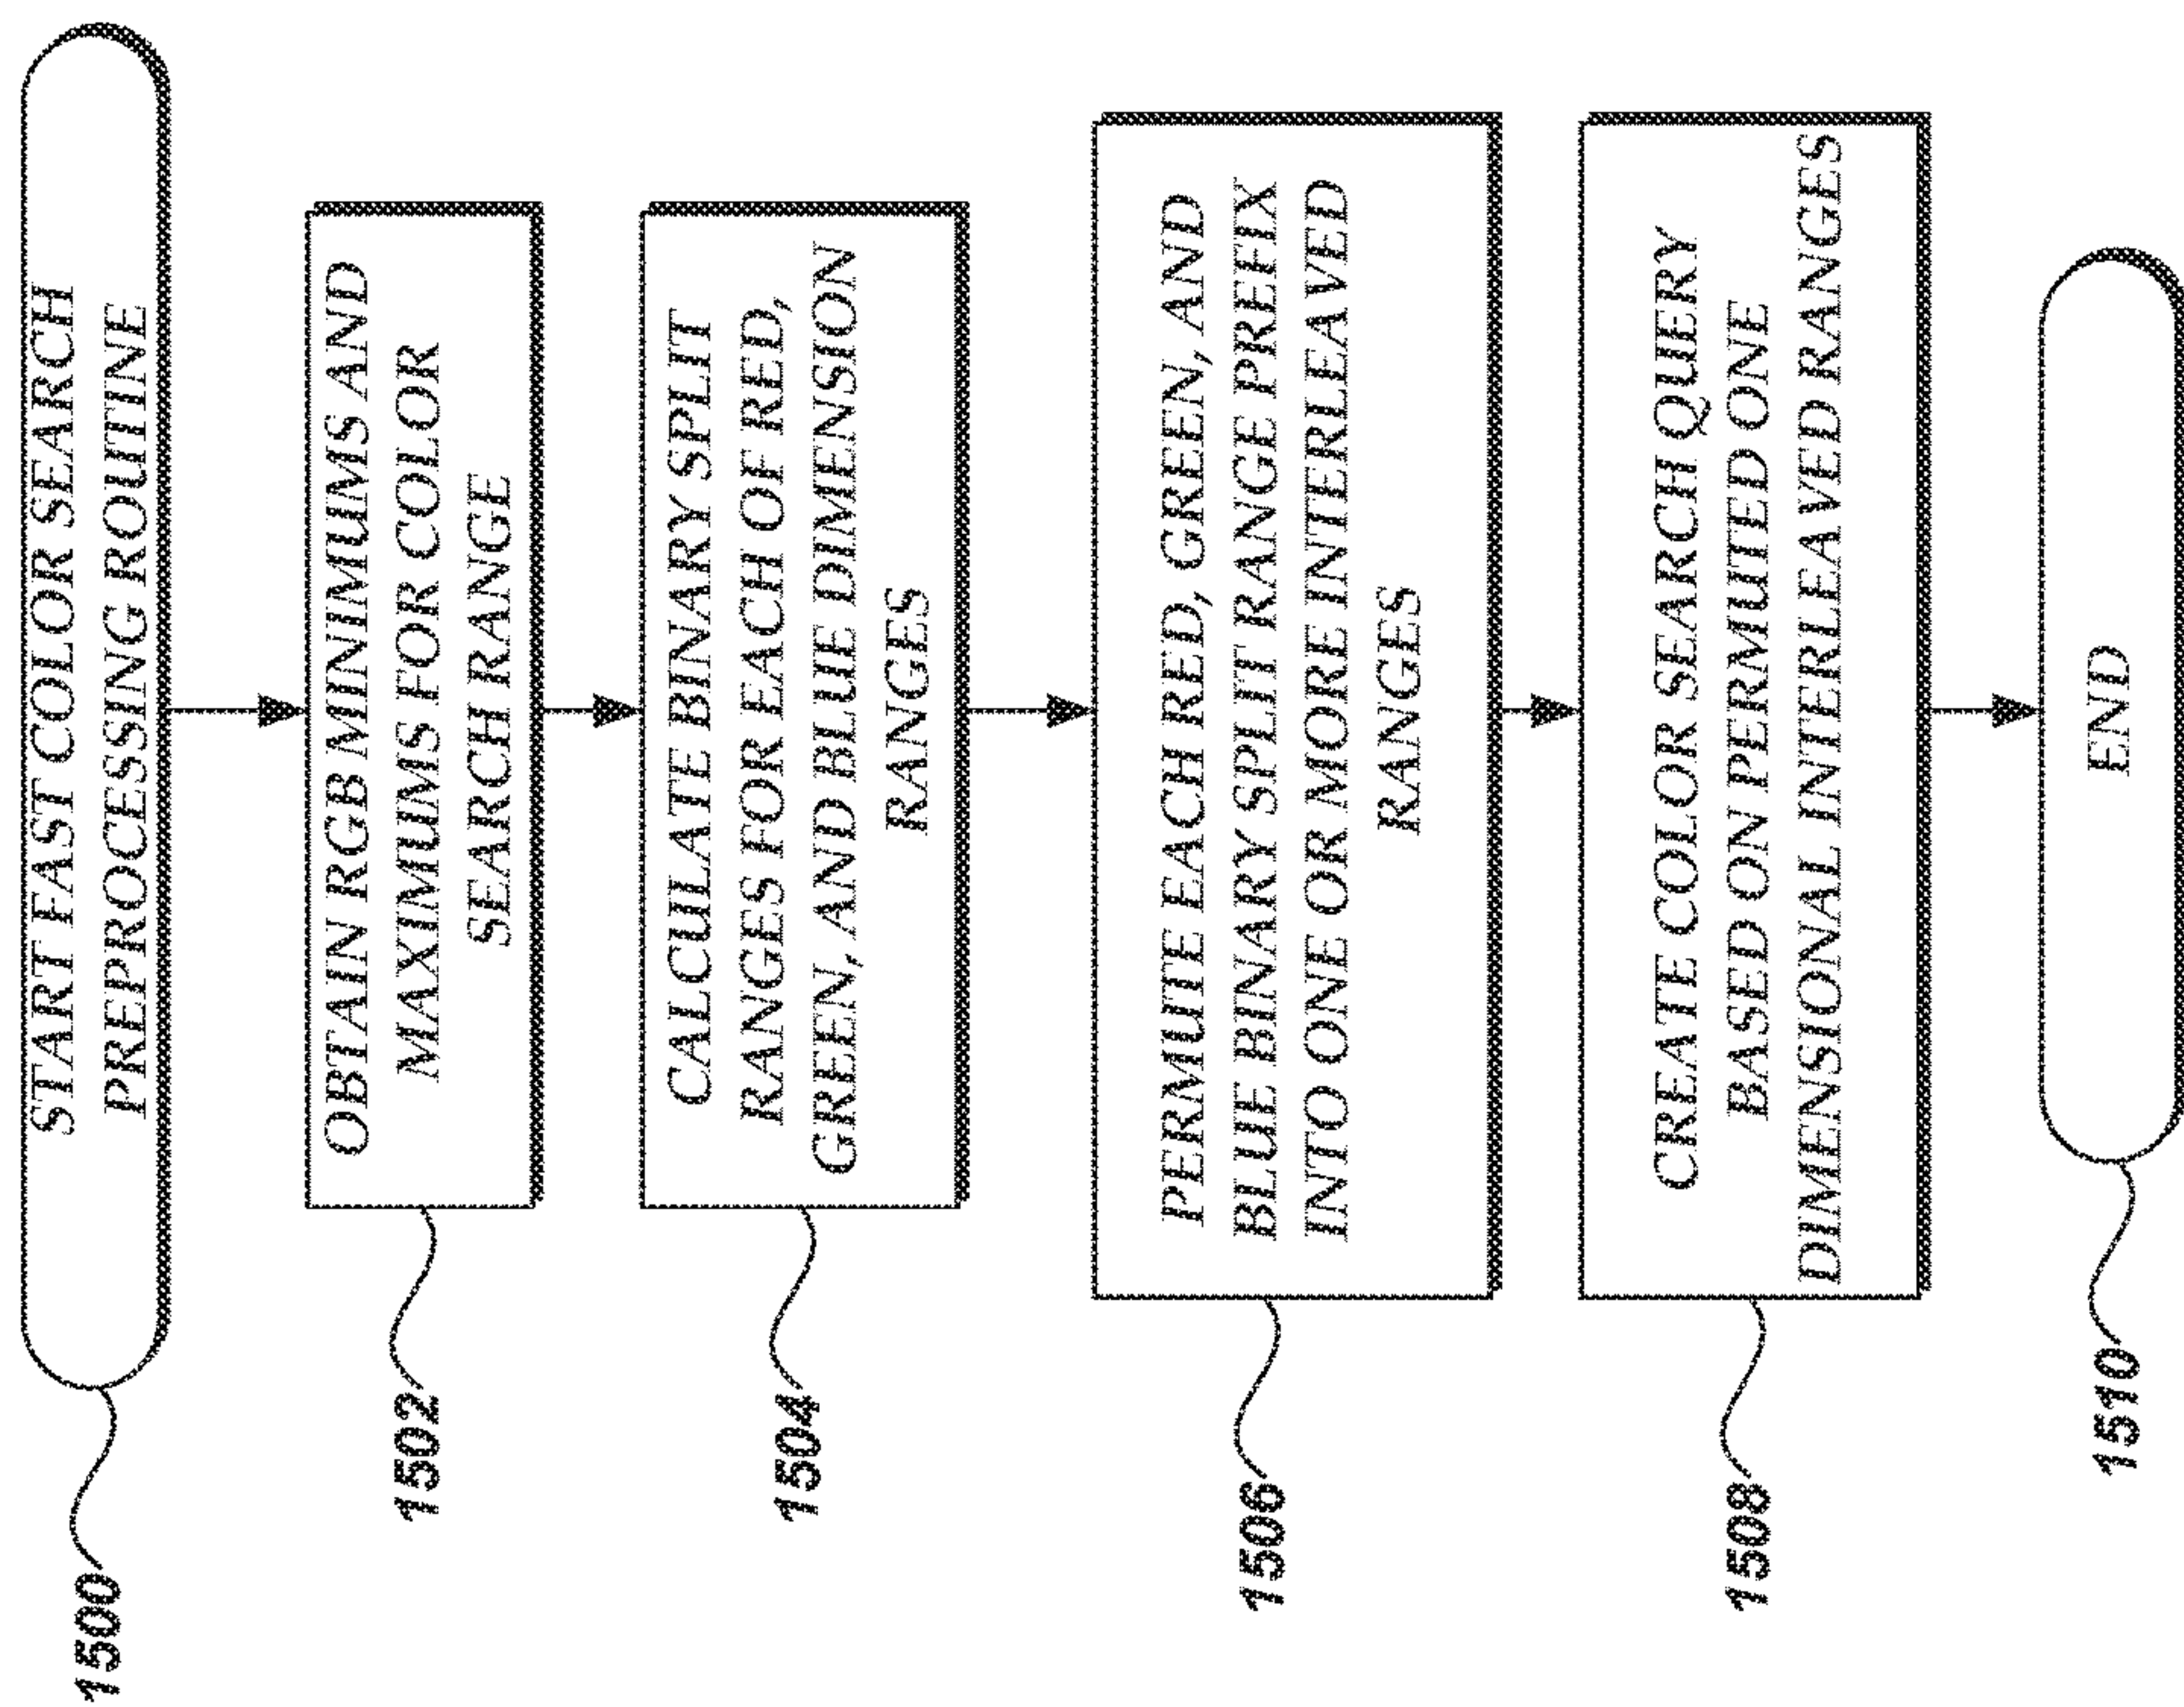 1500
START FAST COLOR SEARCH
PREPROCESSING ROUTINE
1502
OBTAIN RGB MINIMUMS AND
MAXIMUMS FOR COLOR
SEARCH RANGE
1504
CALCULATE BINARY SPLIT
RANGES FOR EACH OF RED,
GREEN, AND BLUE DIMENSION
RANGES
1506
PERMUTE EACH RED, GREEN, AND
BLUE BINARY SPLIT RANGE PREFIX
INTO ONE OR MORE INTERLEAVED
RANGES
1508
CREATE COLOR SEARCH QUERY
BASED ON PERMUTED ONE
DIMENSIONAL INTERLEAVED RANGES
1510
END